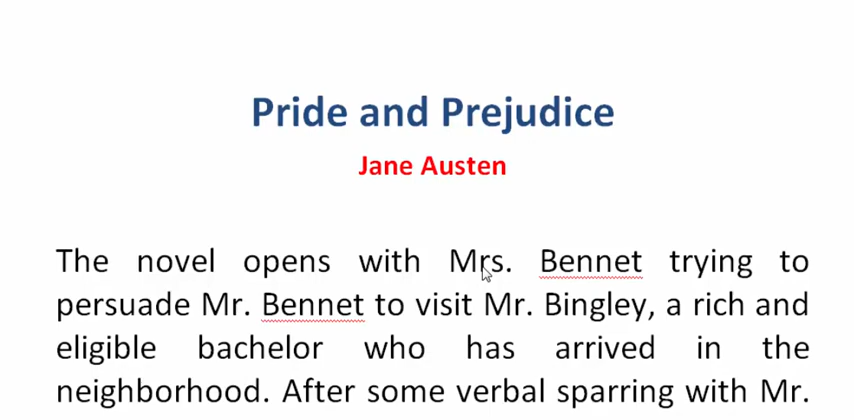 Pride and Prejudice
Jane Austen
The novel opens with Mrs. Bennet trying to
persuade Mr. Bennet to visit Mr. Bingley, a rich and
eligible bachelor who has arrived in the
neighborhood. After some verbal sparring with Mr.